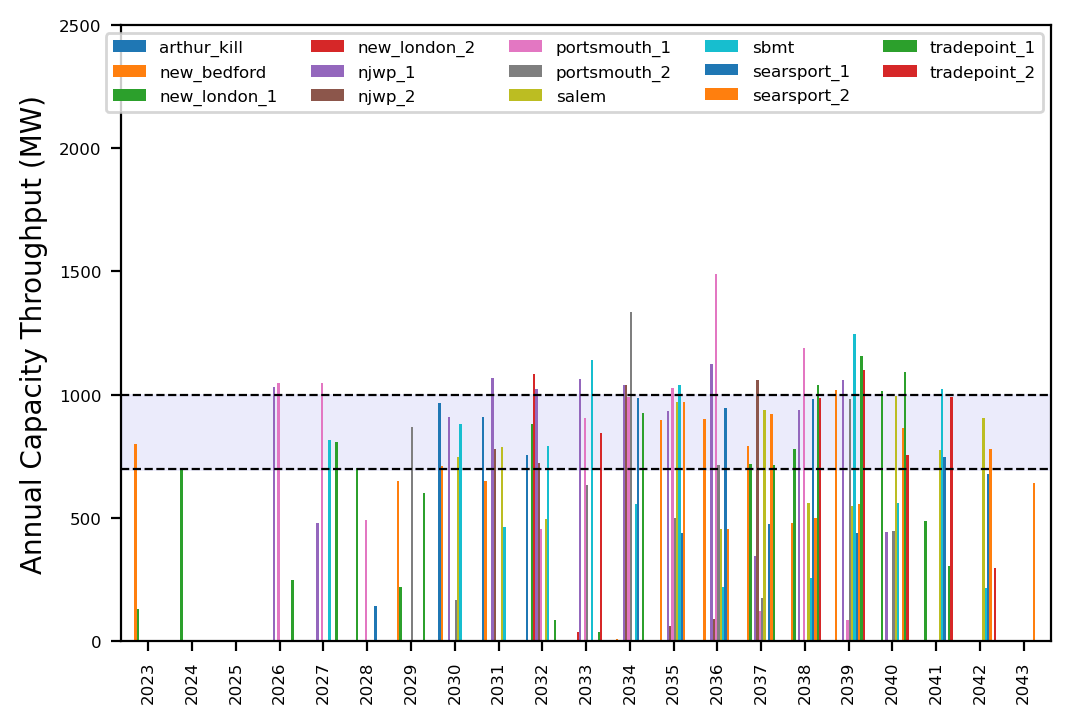 2500
2000
1500
1000
500
0
Annual Capacity Throughput (MW)
arthur_kill
new_bedford
new_london_1
new_london_2
njwp_1
njwp_2
portsmouth_1
portsmouth_2
salem
sbmt
searsport_1
searsport_2
tradepoint_1
tradepoint_2
2023
2024
2025
2026
2027
2028
2029
2030
2031
2032
2033
2034
2035
2036
2037
2038
2039
2040
2041
2042
2043